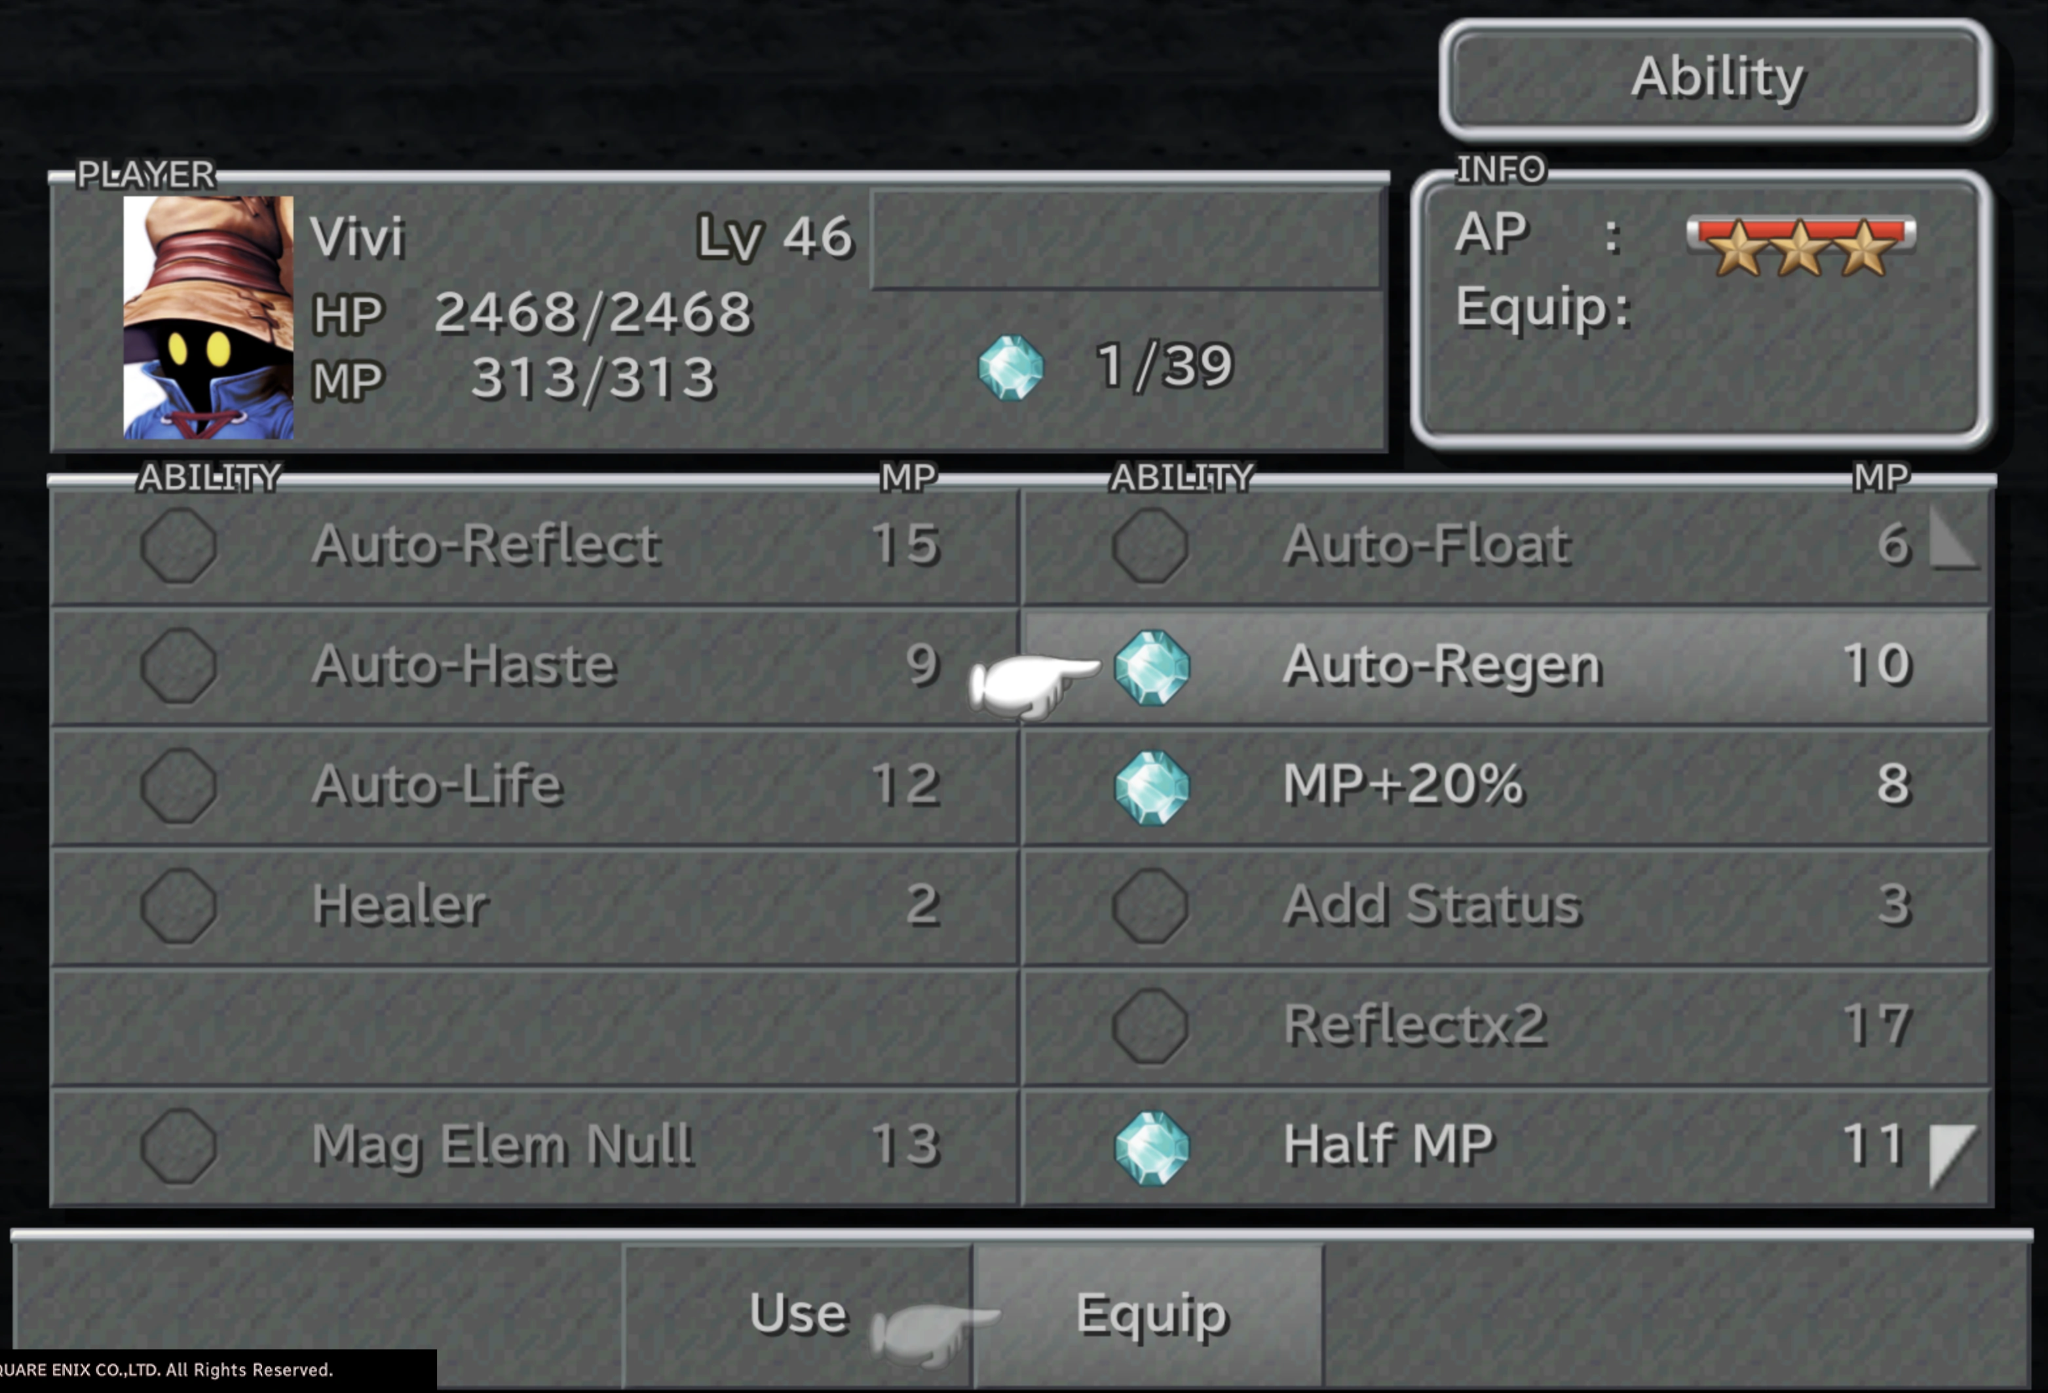 Ability
PLAYER
Vivi Lv 46
HP 2468/2468
MP 313/313
1/39
INFO
AP :
Equip:
ABILITY MP ABILITY MP
Auto-Reflect 15 Auto-Float 6
Auto-Haste 9 Auto-Regen 10
Auto-Life 12 MP+20% 8
Healer 2 Add Status 3
Reflectx2 17
Mag Elem Null 13 Half MP 11
Use Equip
QUARE ENIX CO.,LTD. All Rights Reserved.